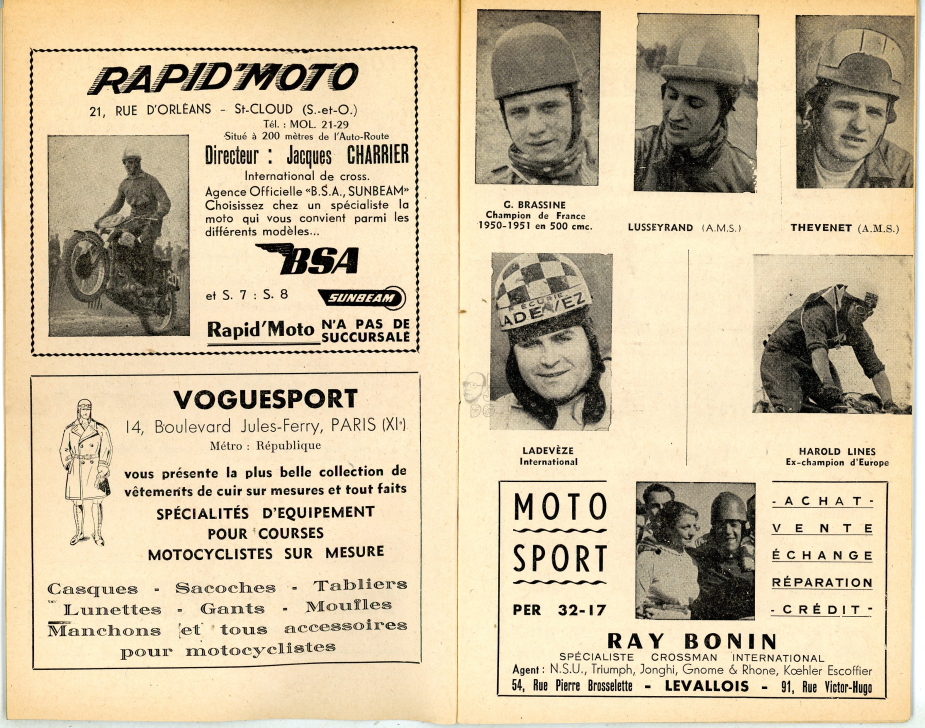 RAPID'MOTO
21, RUE D'ORLÉANS - St-CLOUD (S.-et-O.)
Tél. : MOL. 21-29
Situé à 200 mètres de l'Auto-Route
Directeur : Jacques CHARRIER
International de cross.
Agence Officielle «B.S.A., SUNBEAM»
Choisissez chez un spécialiste la
moto qui vous convient parmi les
différents modèles...
BSA
et S. 7 : S. 8
SUNBEAM
Rapid'Moto N'A PAS DE
SUCCURSALE
VOGUESPORT
14, Boulevard Jules-Ferry, PARIS (XIe)
Métro : République
vous présente la plus belle collection de
vêtements de cuir sur mesures et tout faits
SPÉCIALITÉS D'EQUIPEMENT
POUR COURSES
MOTOCYCLISTES SUR MESURE
Casques - Sacoches - Tabliers
Lunettes - Gants - Moufles
Manchons et tous accessoires
pour motocyclistes
G. BRASSINE
Champion de France
1950-1951 en 500 cmc.
LUSSEYRAND (A.M.S.)
THEVENET (A.M.S.)
LADEVEZ
LADEVÈZE
International
HAROLD LINES
Ex-champion d'Europe
MOTO
SPORT
PER 32-17
- ACHAT -
VENTE
ÉCHANGE
RÉPARATION
- CRÉDIT -
RAY BONIN
SPÉCIALISTE CROSSMAN INTERNATIONAL
Agent : N.S.U., Triumph, Jonghi, Gnome & Rhone, Kœhler Escoffier
54, Rue Pierre Brosselette - LEVALLOIS - 91, Rue Victor-Hugo